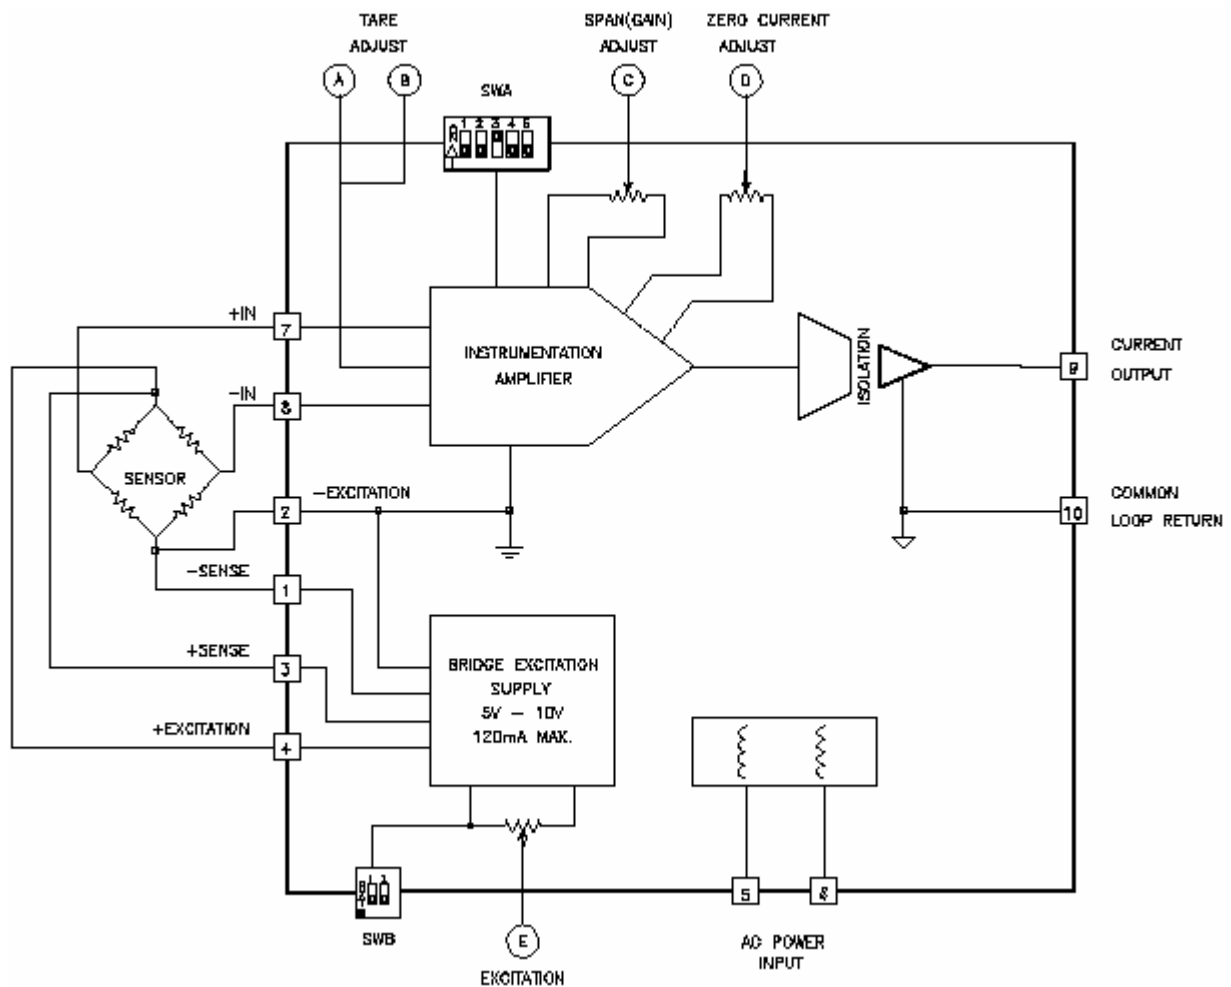 TARE
ADJUST
SPAN(GAIN)
ADJUST
ZERO CURRENT
ADJUST
A
B
C
D
SWA
1 2 3 4 5
+IN
7
INSTRUMENTATION
AMPLIFIER
ISOLATION
9
CURRENT
OUTPUT
-IN
8
SENSOR
-EXCITATION
2
10
COMMON
LOOP RETURN
-SENSE
1
+SENSE
3
BRIDGE EXCITATION
SUPPLY
5V - 10V
120mA MAX.
+EXCITATION
4
1 2
SWB
E
EXCITATION
5
AC POWER
INPUT